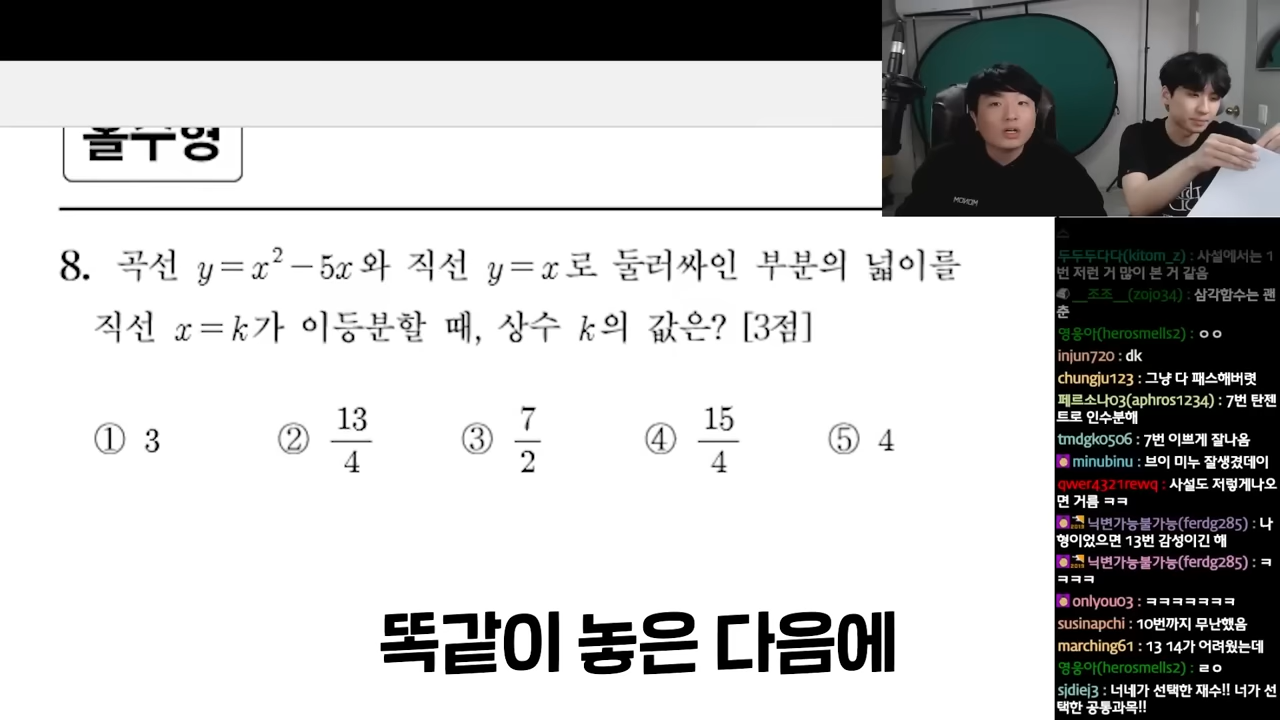 홀수형
8. 곡선 y=x²-5x와 직선 y=x로 둘러싸인 부분의 넓이를
직선 x=k가 이등분할 때, 상수 k의 값은? [3점]
① 3 ② 13/4 ③ 7/2 ④ 15/4 ⑤ 4
똑같이 놓은 다음에
스
두두두다다(kitom_z) : 사설에서는 1
번 저런 거 많이 본 거 같음
__조조__(zojo34) : 삼각함수는 괜
춘
영웅아(herosmells2) : ㅇㅇ
injun720 : dk
chungju123 : 그냥 다 패스해버렷
페르소나03(aphros1234) : 7번 탄젠
트로 인수분해
tmdgk0506 : 7번 이쁘게 잘나옴
minubinu : 브이 미누 잘생겼데이
qwer4321rewq : 사설도 저렇게나오
면 거름 ㅋㅋ
닉변가능불가능(ferdg285) : 나
형이었으면 13번 감성이긴 해
닉변가능불가능(ferdg285) : ㅋ
ㅋㅋㅋ
onlyou03 : ㅋㅋㅋㅋㅋㅋㅋ
susinapchi : 10번까지 무난했음
marching61 : 13 14가 어려웠는데
영웅아(herosmells2) : ㄹㅇ
sjdiej3 : 너네가 선택한 재수!! 너가 선
택한 공통과목!!